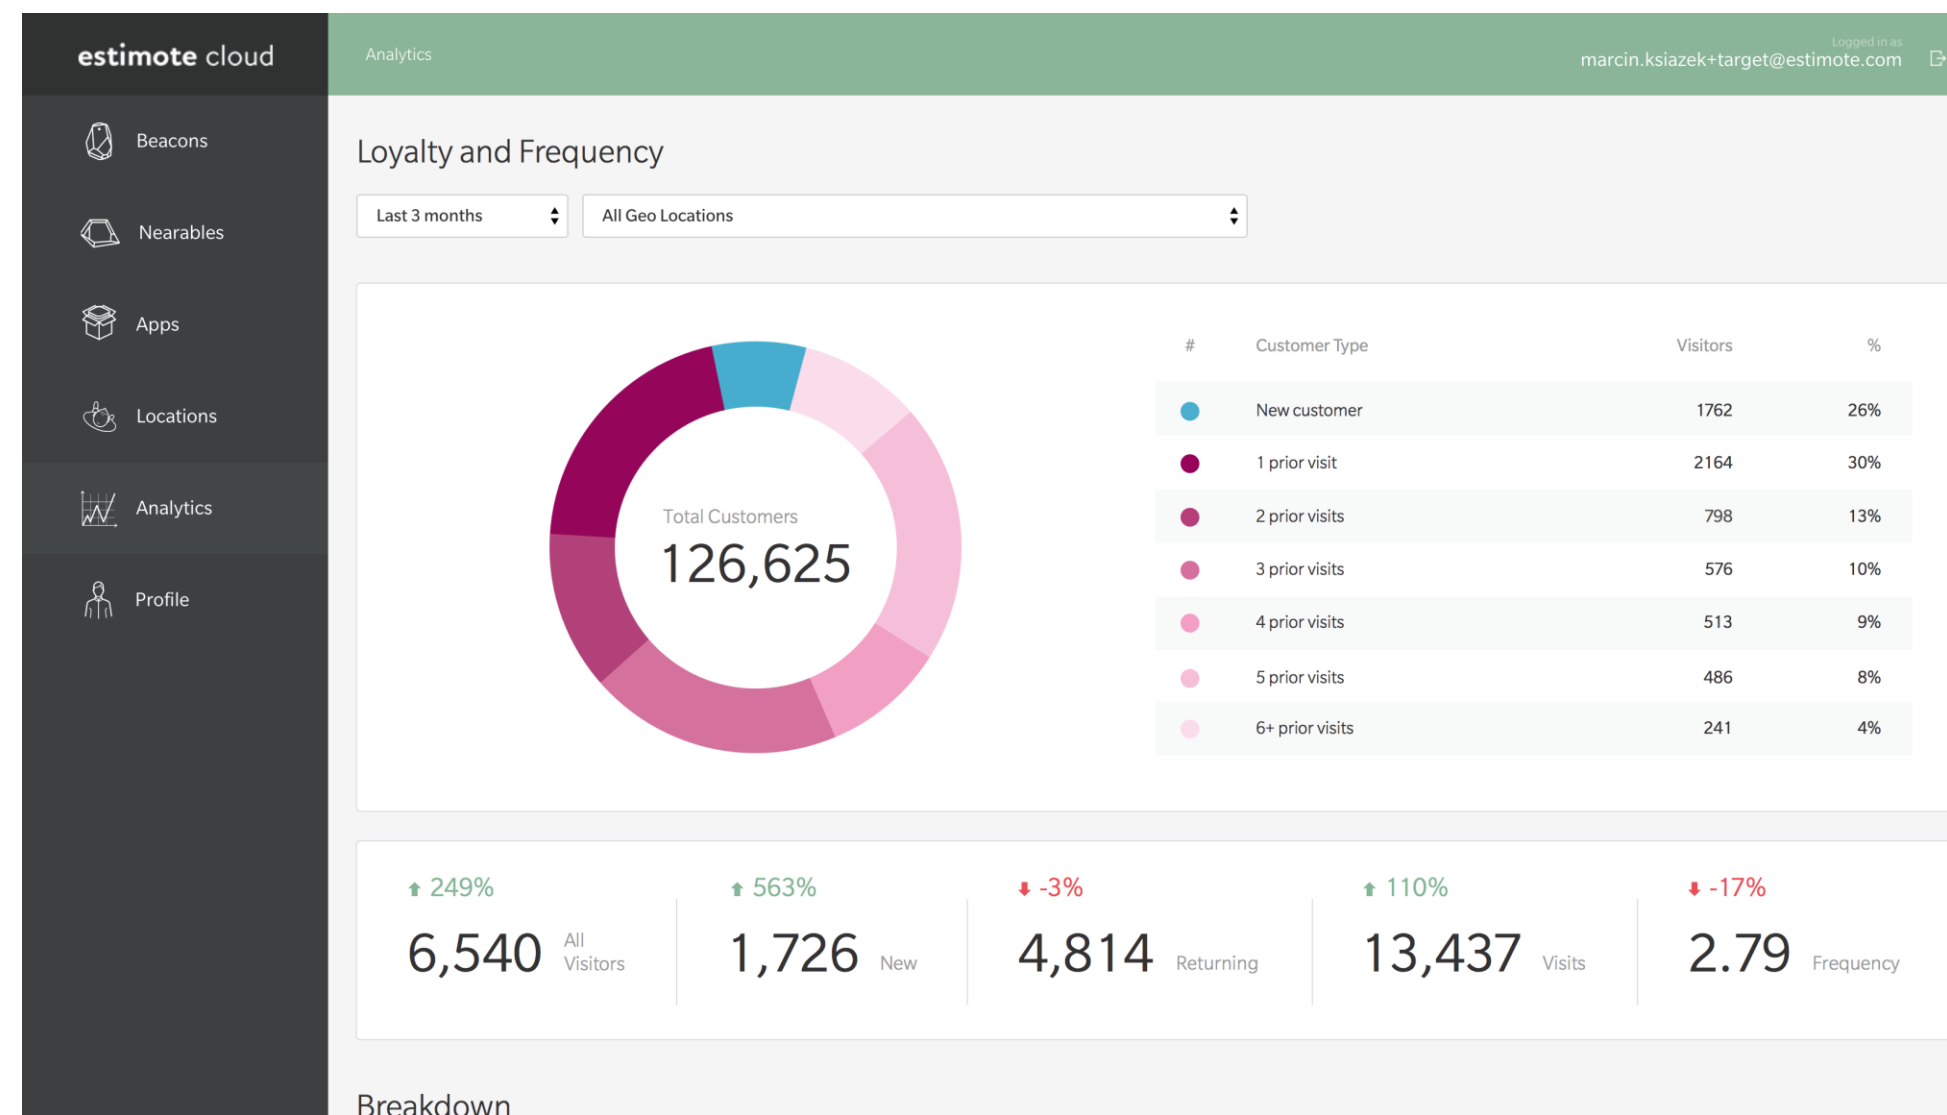 estimote cloud
Analytics
Logged in as
marcin.ksiazek+target@estimote.com
Beacons
Nearables
Apps
Locations
Analytics
Profile
Loyalty and Frequency
Last 3 months
All Geo Locations
Total Customers
126,625
# Customer Type Visitors %
New customer 1762 26%
1 prior visit 2164 30%
2 prior visits 798 13%
3 prior visits 576 10%
4 prior visits 513 9%
5 prior visits 486 8%
6+ prior visits 241 4%
249%
6,540 All Visitors
563%
1,726 New
-3%
4,814 Returning
110%
13,437 Visits
-17%
2.79 Frequency
Breakdown